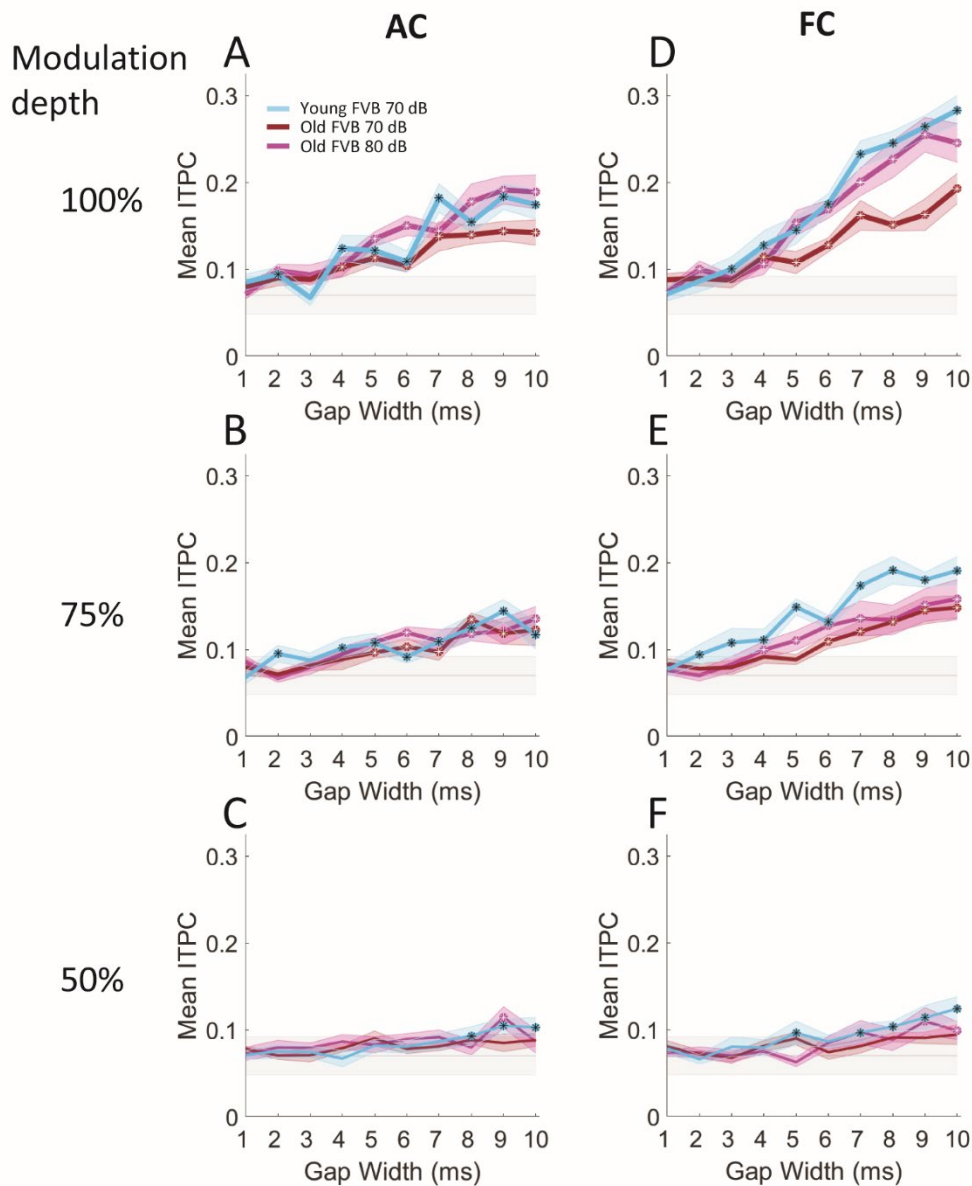 AC
FC
Modulation
depth
A
D
Mean ITPC
0.3
0.2
0.1
0
Young FVB 70 dB
Old FVB 70 dB
Old FVB 80 dB
1 2 3 4 5 6 7 8 9 10
Gap Width (ms)
Mean ITPC
0.3
0.2
0.1
0
1 2 3 4 5 6 7 8 9 10
Gap Width (ms)
100%
B
E
Mean ITPC
0.3
0.2
0.1
0
1 2 3 4 5 6 7 8 9 10
Gap Width (ms)
Mean ITPC
0.3
0.2
0.1
0
1 2 3 4 5 6 7 8 9 10
Gap Width (ms)
75%
C
F
Mean ITPC
0.3
0.2
0.1
0
1 2 3 4 5 6 7 8 9 10
Gap Width (ms)
Mean ITPC
0.3
0.2
0.1
0
1 2 3 4 5 6 7 8 9 10
Gap Width (ms)
50%